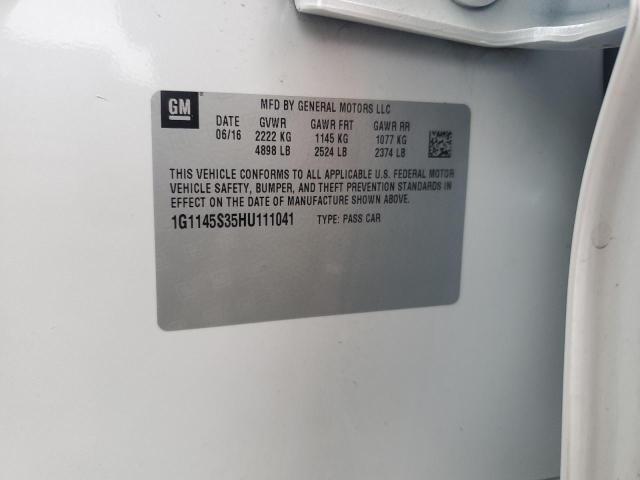 GM
MFD BY GENERAL MOTORS LLC
DATE GVWR GAWR FRT GAWR RR
06/16 2222 KG 1145 KG 1077 KG
4898 LB 2524 LB 2374 LB
THIS VEHICLE CONFORMS TO ALL APPLICABLE U.S. FEDERAL MOTOR
VEHICLE SAFETY, BUMPER, AND THEFT PREVENTION STANDARDS IN
EFFECT ON THE DATE OF MANUFACTURE SHOWN ABOVE.
1G1145S35HU111041 TYPE: PASS CAR